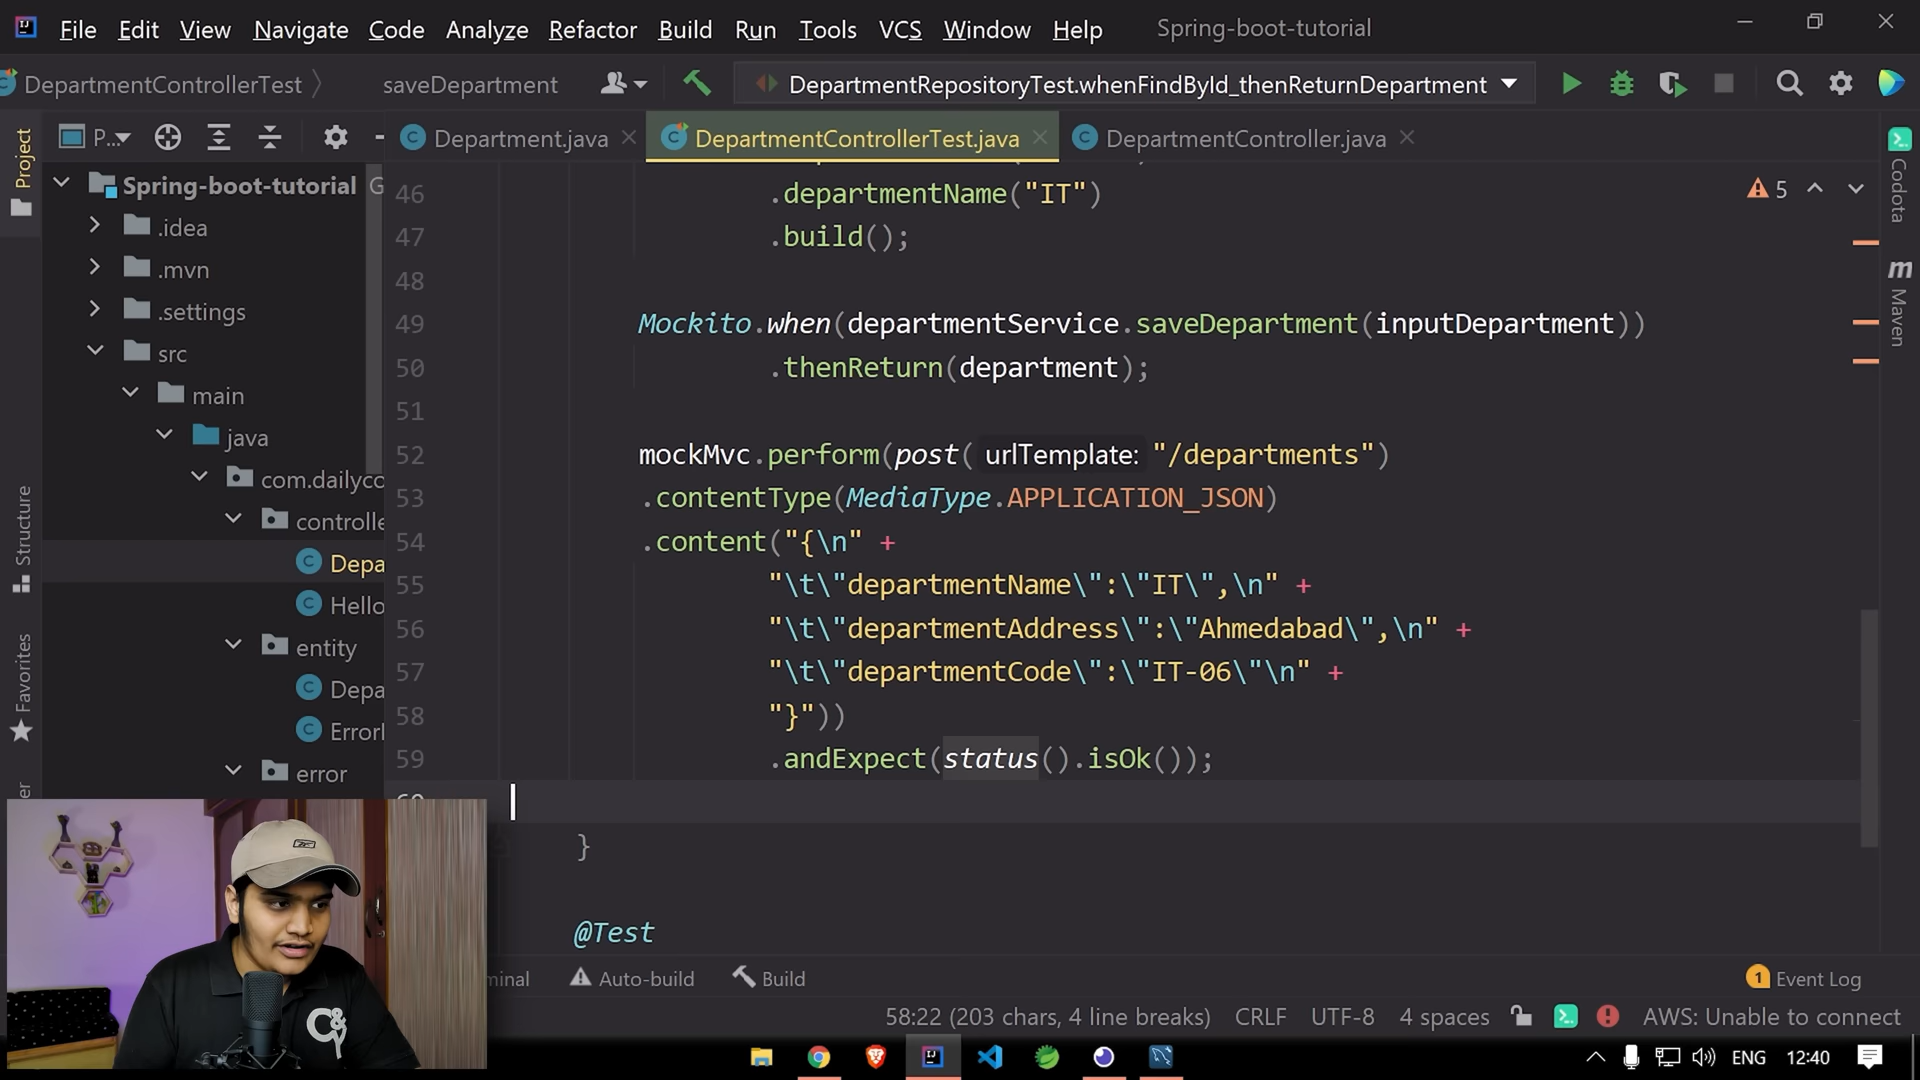 File Edit View Navigate Code Analyze Refactor Build Run Tools VCS Window Help Spring-boot-tutorial
DepartmentControllerTest saveDepartment DepartmentRepositoryTest.whenFindById_thenReturnDepartment
Project P... Department.java DepartmentControllerTest.java DepartmentController.java
Spring-boot-tutorial
.idea
.mvn
.settings
src
main
java
com.dailyco
controlle
Depa
Hello
entity
Depa
Error
error
Structure
Favorites
46 .departmentName("IT")
47 .build();
48
49 Mockito.when(departmentService.saveDepartment(inputDepartment))
50 .thenReturn(department);
51
52 mockMvc.perform(post( urlTemplate: "/departments")
53 .contentType(MediaType.APPLICATION_JSON)
54 .content("{\n" +
55 "\t\"departmentName\":\"IT\",\n" +
56 "\t\"departmentAddress\":\"Ahmedabad\",\n" +
57 "\t\"departmentCode\":\"IT-06\"\n" +
58 "}"))
59 .andExpect(status().isOk());
}
@Test
5
Codota
m Maven
minal Auto-build Build 1 Event Log
58:22 (203 chars, 4 line breaks) CRLF UTF-8 4 spaces AWS: Unable to connect
ENG 12:40